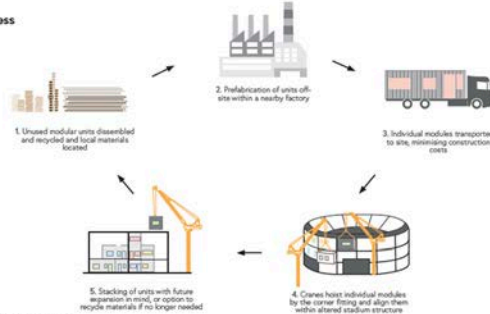 ess
1. Unused modular units dissembled
and recycled and local materials
located
2. Prefabrication of units off-
site within a nearby factory
3. Individual modules transported
to site, minimising construction
costs
4. Cranes hoist individual modules
by the corner fitting and align them
within altered stadium structure
5. Stacking of units with future
expansion in mind, or option to
recycle materials if no longer needed